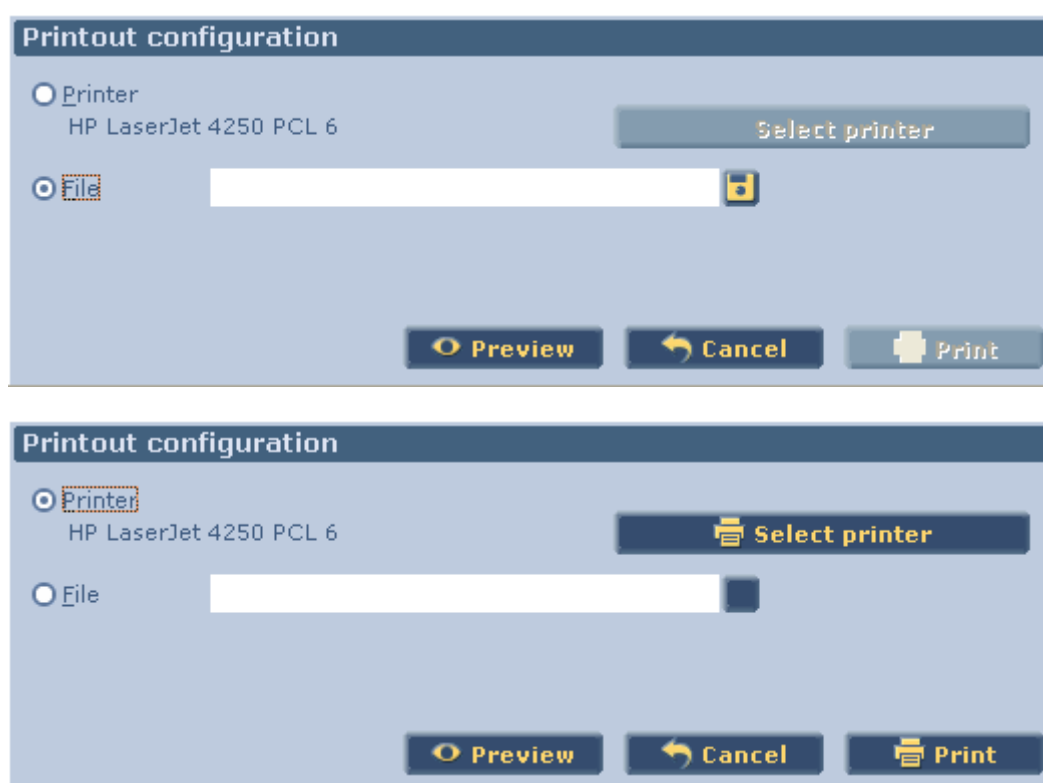 Printout configuration
Printer
HP LaserJet 4250 PCL 6
Select printer
File
Preview
Cancel
Print
Printout configuration
Printer
HP LaserJet 4250 PCL 6
Select printer
File
Preview
Cancel
Print